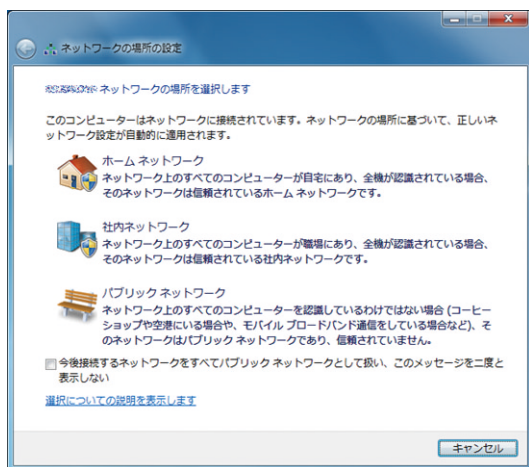 ネットワークの場所の設定
ネットワークの場所を選択します
このコンピューターはネットワークに接続されています。ネットワークの場所に基づいて、正しいネ
ットワーク設定が自動的に適用されます。
ホーム ネットワーク
ネットワーク上のすべてのコンピューターが自宅にあり、全機が認識されている場合、
そのネットワークは信頼されているホーム ネットワークです。
社内ネットワーク
ネットワーク上のすべてのコンピューターが職場にあり、全機が認識されている場合、
そのネットワークは信頼されている社内ネットワークです。
パブリック ネットワーク
ネットワーク上のすべてのコンピューターを認識しているわけではない場合 (コーヒー
ショップや空港にいる場合や、モバイル ブロードバンド通信をしている場合など)、そ
のネットワークはパブリック ネットワークであり、信頼されていません。
今後接続するネットワークをすべてパブリック ネットワークとして扱い、このメッセージを二度と
表示しない
選択についての説明を表示します
キャンセル